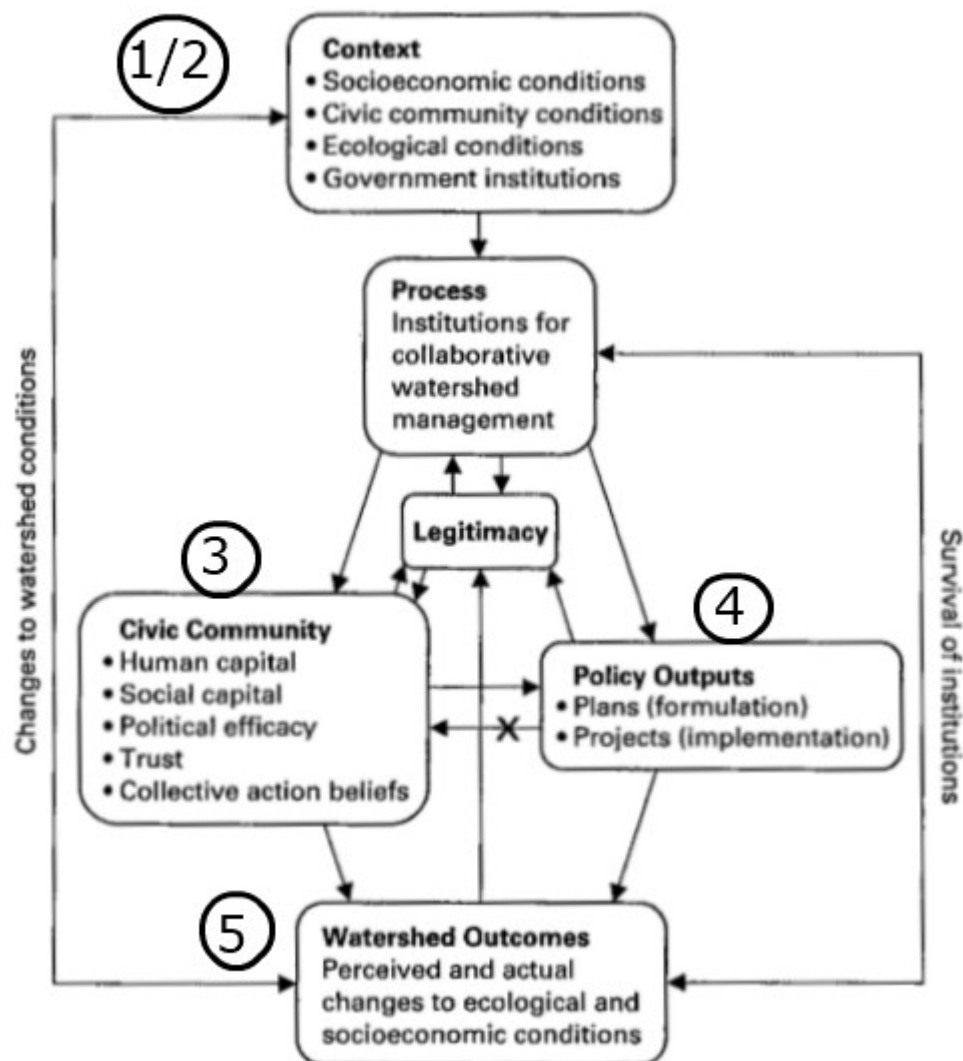 1/2
Context
• Socioeconomic conditions
• Civic community conditions
• Ecological conditions
• Government institutions
Process
Institutions for
collaborative
watershed
management
Changes to watershed conditions
Legitimacy
Survival of institutions
3
Civic Community
• Human capital
• Social capital
• Political efficacy
• Trust
• Collective action beliefs
4
Policy Outputs
• Plans (formulation)
• Projects (implementation)
X
5
Watershed Outcomes
Perceived and actual
changes to ecological and
socioeconomic conditions